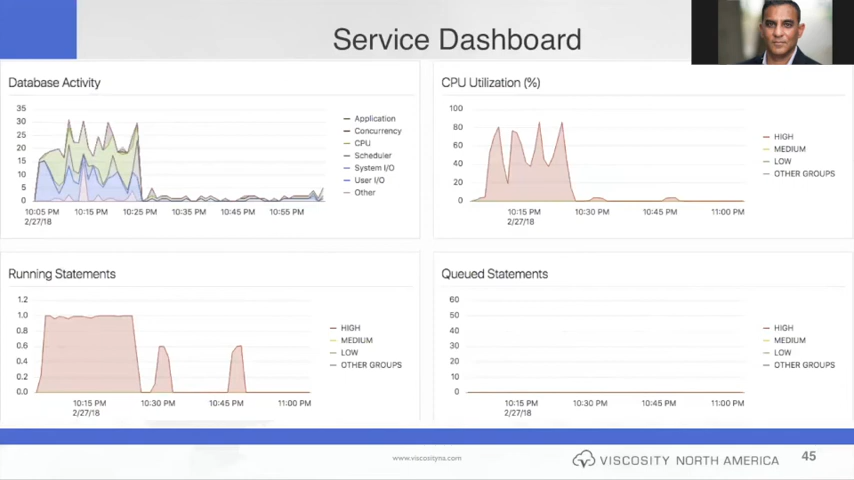 Service Dashboard
Database Activity
35
30
25
20
15
10
5
0
10:05 PM 10:15 PM 10:25 PM 10:35 PM 10:45 PM 10:55 PM
2/27/18
Application
Concurrency
CPU
Scheduler
System I/O
User I/O
Other
CPU Utilization (%)
100
80
60
40
20
0
10:15 PM 10:30 PM 10:45 PM 11:00 PM
2/27/18
HIGH
MEDIUM
LOW
OTHER GROUPS
Running Statements
1.2
1.0
0.8
0.6
0.4
0.2
0.0
10:15 PM 10:30 PM 10:45 PM 11:00 PM
2/27/18
HIGH
MEDIUM
LOW
OTHER GROUPS
Queued Statements
60
50
40
30
20
10
0
10:15 PM 10:30 PM 10:45 PM 11:00 PM
2/27/18
HIGH
MEDIUM
LOW
OTHER GROUPS
www.viscosityna.com
VISCOSITY NORTH AMERICA
45